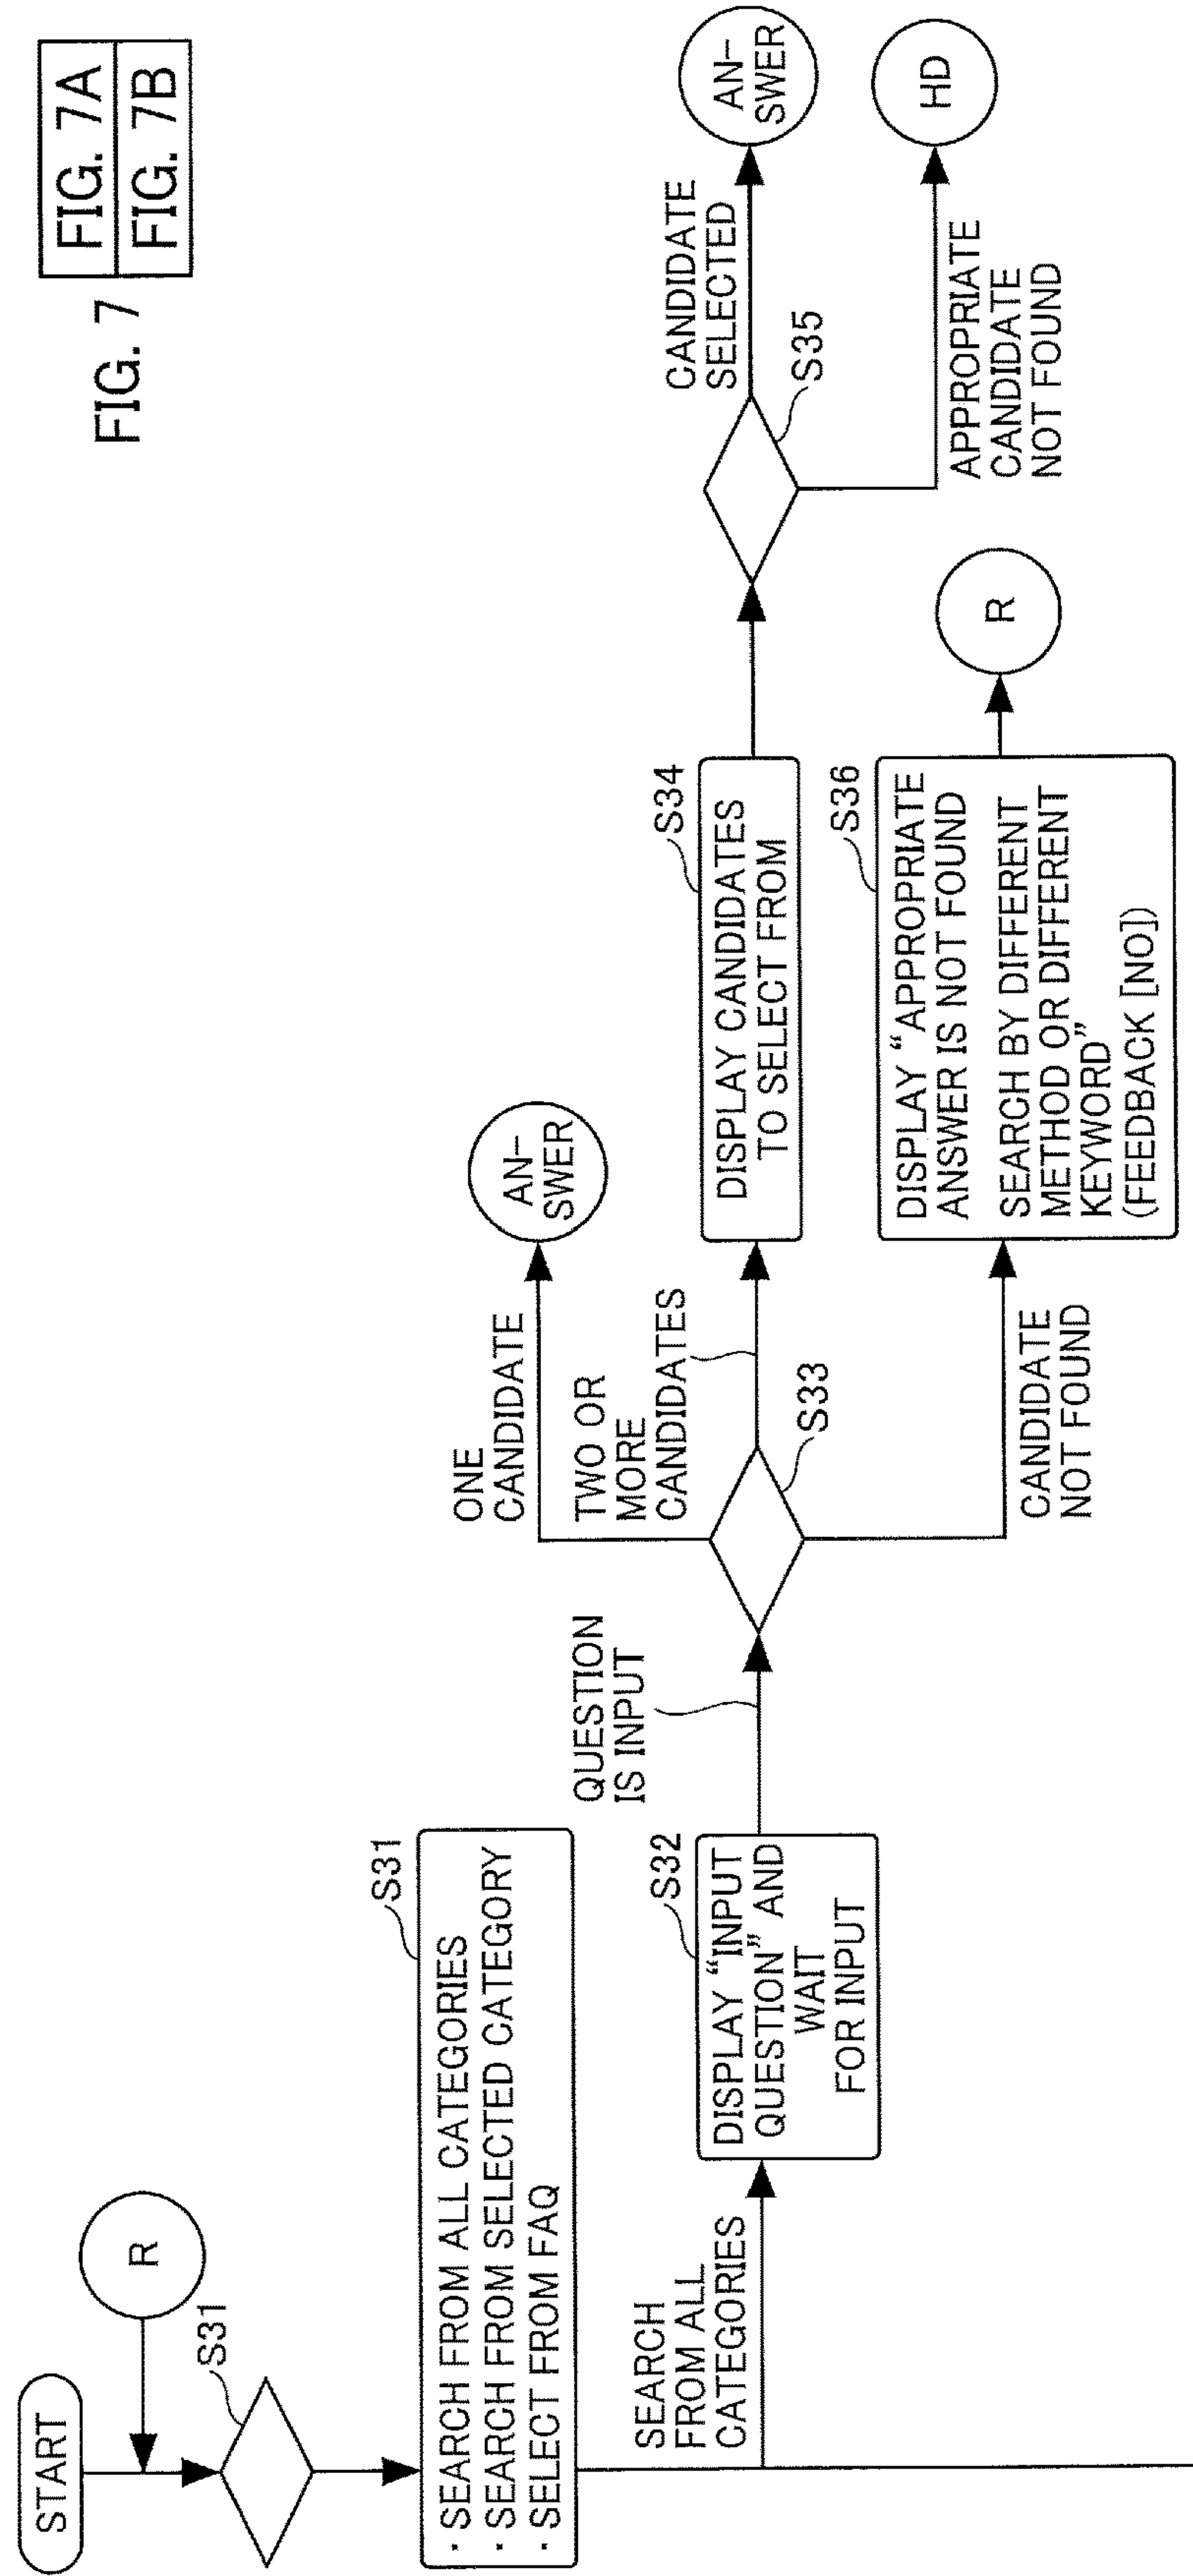 FIG. 7
FIG. 7A
FIG. 7B
START
R
S31
S31
· SEARCH FROM ALL CATEGORIES
· SEARCH FROM SELECTED CATEGORY
· SELECT FROM FAQ
SEARCH
FROM ALL
CATEGORIES
S32
DISPLAY “INPUT
QUESTION” AND
WAIT
FOR INPUT
QUESTION
IS INPUT
S33
ONE
CANDIDATE
AN-
SWER
TWO OR
MORE
CANDIDATES
CANDIDATE
NOT FOUND
S34
DISPLAY CANDIDATES
TO SELECT FROM
S35
CANDIDATE
SELECTED
AN-
SWER
APPROPRIATE
CANDIDATE
NOT FOUND
HD
S36
DISPLAY “APPROPRIATE
ANSWER IS NOT FOUND
SEARCH BY DIFFERENT
METHOD OR DIFFERENT
KEYWORD”
(FEEDBACK [NO])
R